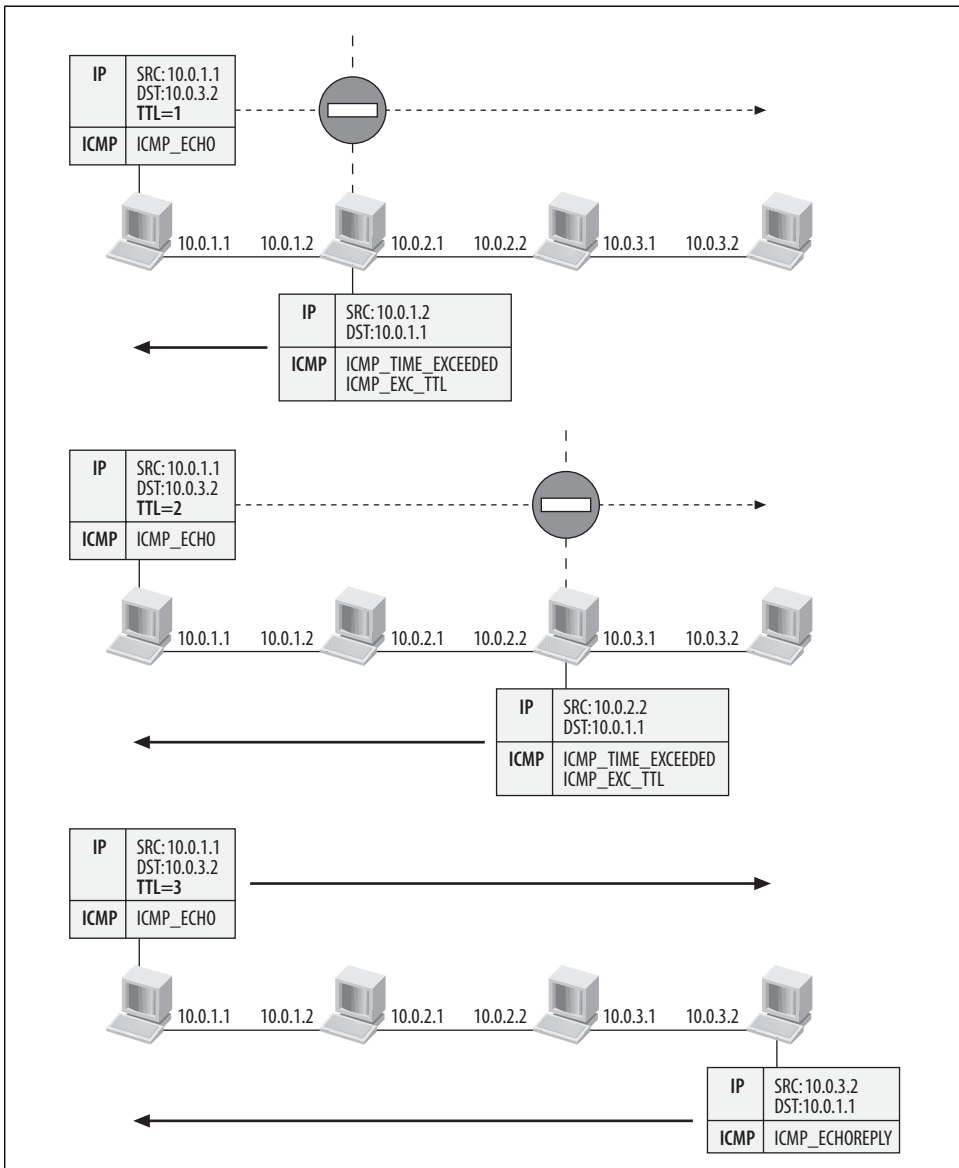 IP SRC: 10.0.1.1
DST:10.0.3.2
TTL=1
ICMP ICMP_ECHO
10.0.1.1 10.0.1.2 10.0.2.1 10.0.2.2 10.0.3.1 10.0.3.2
IP SRC: 10.0.1.2
DST:10.0.1.1
ICMP ICMP_TIME_EXCEEDED
ICMP_EXC_TTL
IP SRC: 10.0.1.1
DST:10.0.3.2
TTL=2
ICMP ICMP_ECHO
10.0.1.1 10.0.1.2 10.0.2.1 10.0.2.2 10.0.3.1 10.0.3.2
IP SRC: 10.0.2.2
DST:10.0.1.1
ICMP ICMP_TIME_EXCEEDED
ICMP_EXC_TTL
IP SRC: 10.0.1.1
DST:10.0.3.2
TTL=3
ICMP ICMP_ECHO
10.0.1.1 10.0.1.2 10.0.2.1 10.0.2.2 10.0.3.1 10.0.3.2
IP SRC: 10.0.3.2
DST:10.0.1.1
ICMP ICMP_ECHOREPLY